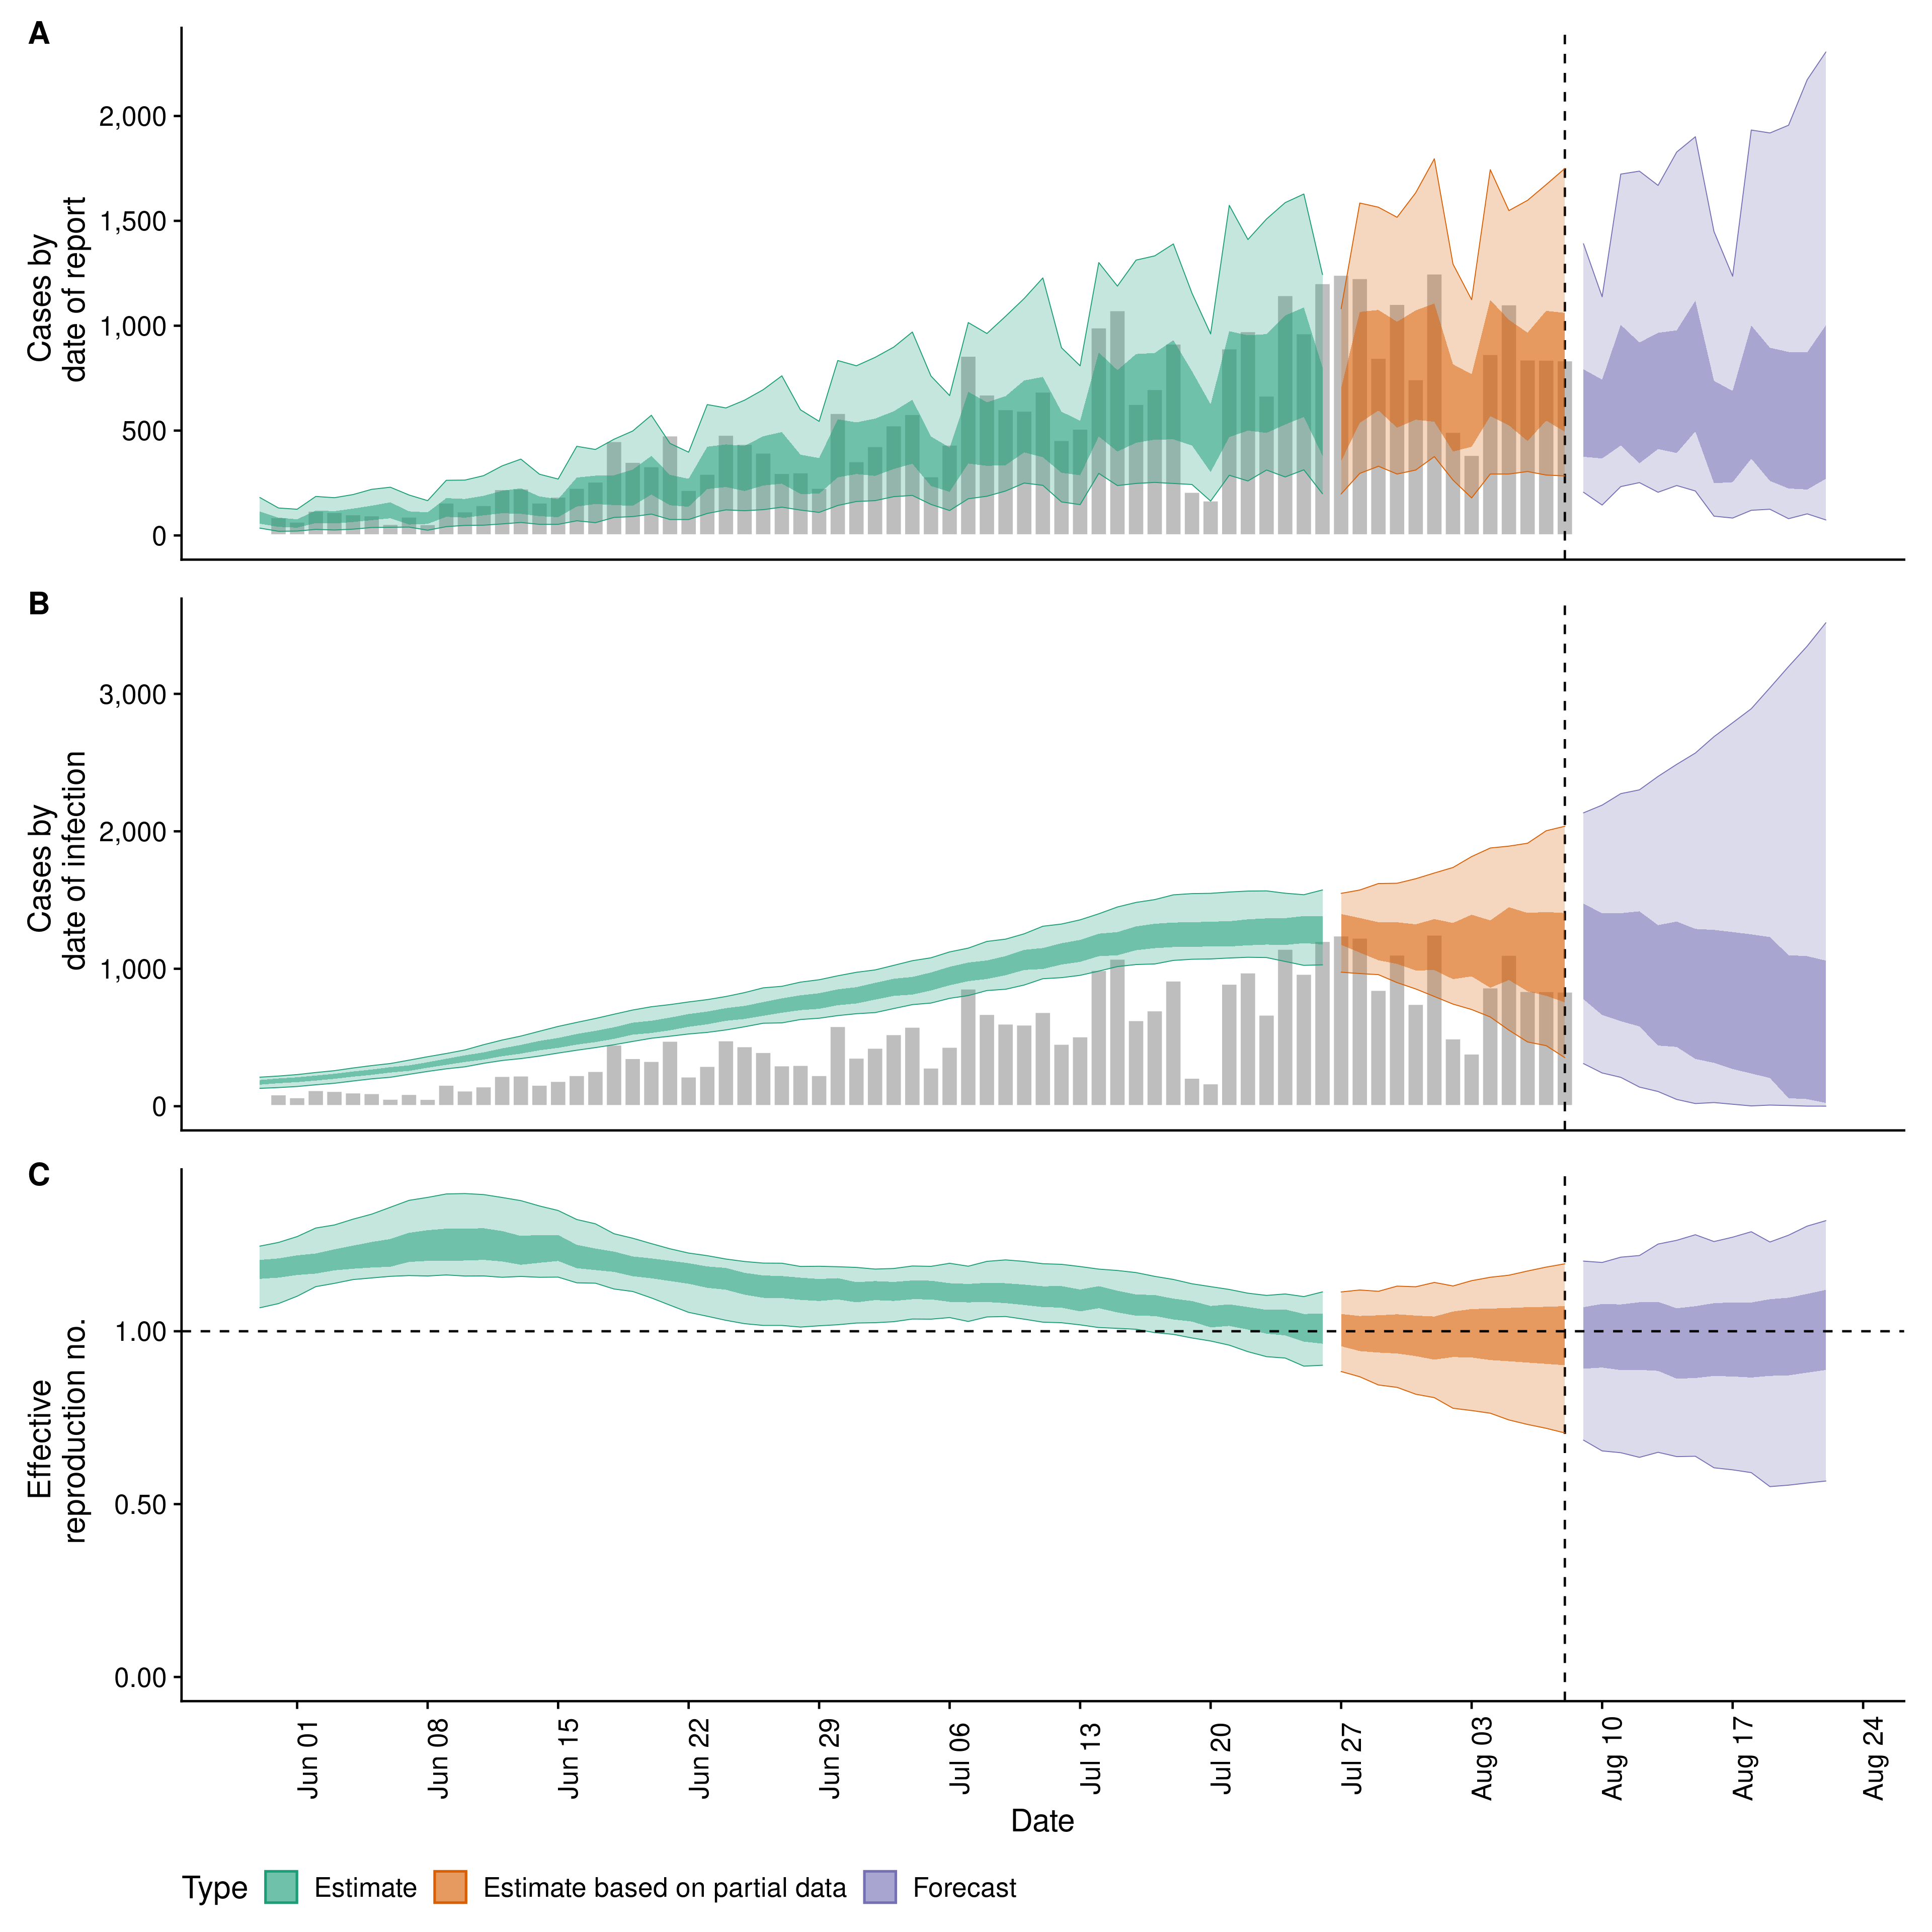 A
Cases by
date of report
2,000
1,500
1,000
500
0
B
Cases by
date of infection
3,000
2,000
1,000
0
C
Effective
reproduction no.
1.00
0.50
0.00
Jun 01
Jun 08
Jun 15
Jun 22
Jun 29
Jul 06
Jul 13
Jul 20
Jul 27
Aug 03
Aug 10
Aug 17
Aug 24
Date
Type Estimate Estimate based on partial data Forecast